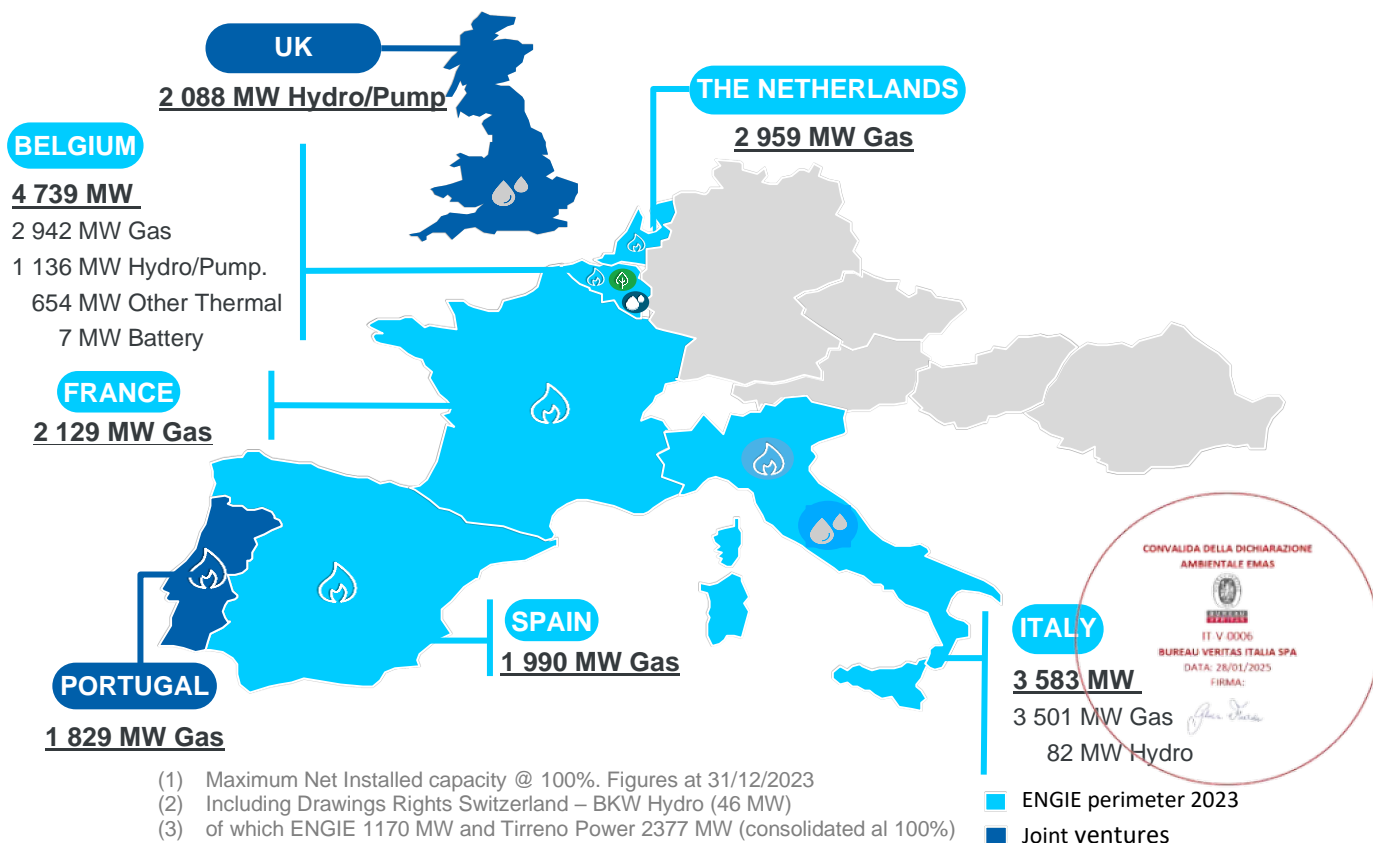 UK
2 088 MW Hydro/Pump
THE NETHERLANDS
2 959 MW Gas
BELGIUM
4 739 MW
2 942 MW Gas
1 136 MW Hydro/Pump.
654 MW Other Thermal
7 MW Battery
FRANCE
2 129 MW Gas
SPAIN
1 990 MW Gas
PORTUGAL
1 829 MW Gas
ITALY
3 583 MW
3 501 MW Gas
82 MW Hydro
CONVALIDA DELLA DICHIARAZIONE
AMBIENTALE EMAS
BUREAU
VERITAS
IT-V-0006
BUREAU VERITAS ITALIA SPA
DATA: 28/01/2025
FIRMA:
(1) Maximum Net Installed capacity @ 100%. Figures at 31/12/2023
(2) Including Drawings Rights Switzerland – BKW Hydro (46 MW)
(3) of which ENGIE 1170 MW and Tirreno Power 2377 MW (consolidated al 100%)
ENGIE perimeter 2023
Joint ventures